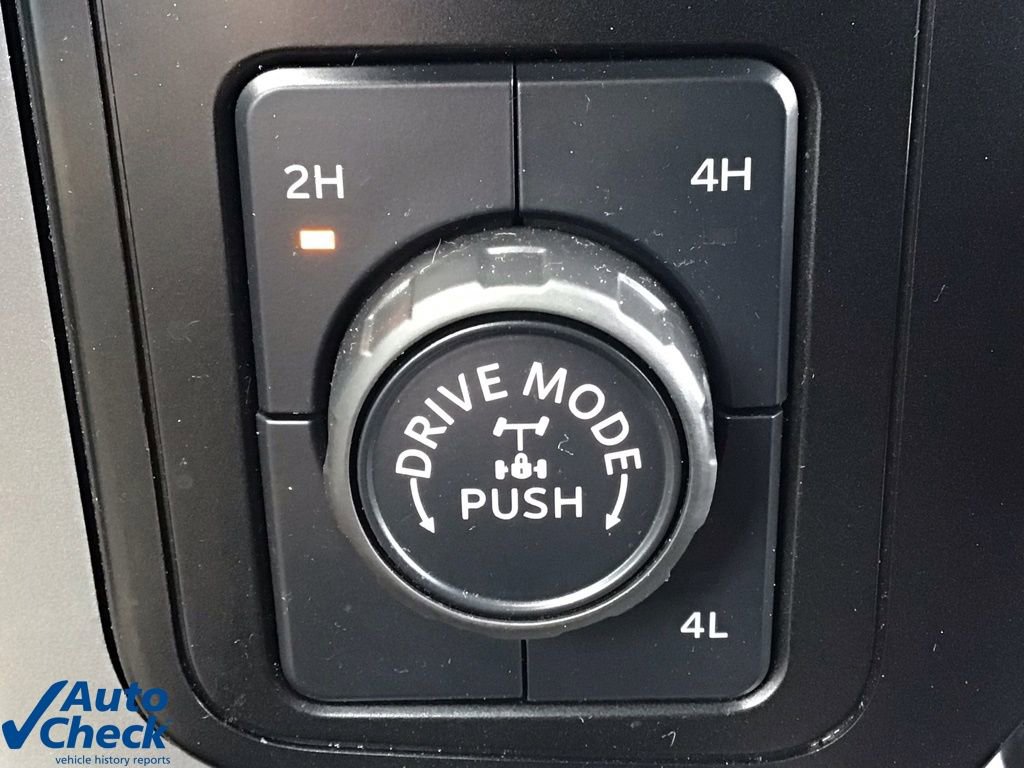 2H
4H
DRIVE MODE
PUSH
4L
Auto
Check
vehicle history reports